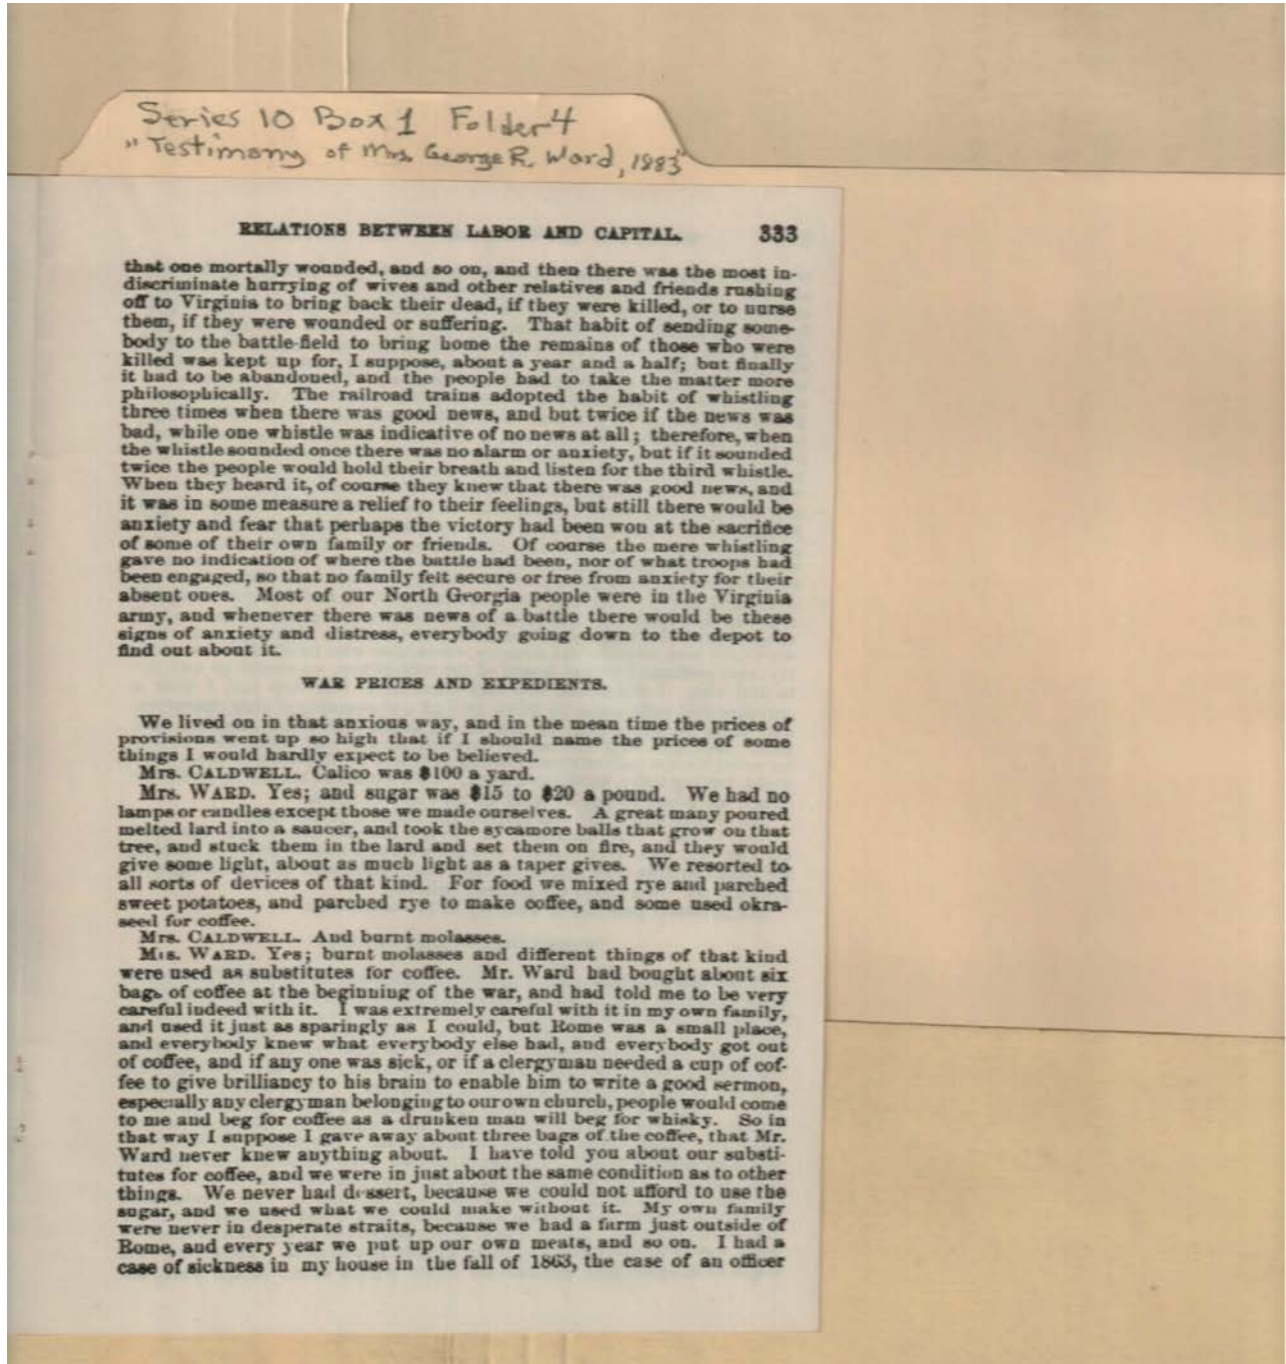 Series 10 Box 1 Folder 4
"Testimony of Mrs. George R. Ward, 1883"
RELATIONS BETWEEN LABOR AND CAPITAL. 333
that one mortally wounded, and so on, and then there was the most in-
discriminate hurrying of wives and other relatives and friends rushing
off to Virginia to bring back their dead, if they were killed, or to nurse
them, if they were wounded or suffering. That habit of sending some-
body to the battle-field to bring home the remains of those who were
killed was kept up for, I suppose, about a year and a half; but finally
it had to be abandoned, and the people had to take the matter more
philosophically. The railroad trains adopted the habit of whistling
three times when there was good news, and but twice if the news was
bad, while one whistle was indicative of no news at all; therefore, when
the whistle sounded once there was no alarm or anxiety, but if it sounded
twice the people would hold their breath and listen for the third whistle.
When they heard it, of course they knew that there was good news, and
it was in some measure a relief to their feelings, but still there would be
anxiety and fear that perhaps the victory had been won at the sacrifice
of some of their own family or friends. Of course the mere whistling
gave no indication of where the battle had been, nor of what troops had
been engaged, so that no family felt secure or free from anxiety for their
absent ones. Most of our North Georgia people were in the Virginia
army, and whenever there was news of a battle there would be these
signs of anxiety and distress, everybody going down to the depot to
find out about it.
WAR PRICES AND EXPEDIENTS.
We lived on in that anxious way, and in the mean time the prices of
provisions went up so high that if I should name the prices of some
things I would hardly expect to be believed.
Mrs. CALDWELL. Calico was $100 a yard.
Mrs. WARD. Yes; and sugar was $15 to $20 a pound. We had no
lamps or candles except those we made ourselves. A great many poured
melted lard into a saucer, and took the sycamore balls that grow on that
tree, and stuck them in the lard and set them on fire, and they would
give some light, about as much light as a taper gives. We resorted to
all sorts of devices of that kind. For food we mixed rye and parched
sweet potatoes, and parched rye to make coffee, and some used okra-
seed for coffee.
Mrs. CALDWELL. And burnt molasses.
Mrs. WARD. Yes; burnt molasses and different things of that kind
were used as substitutes for coffee. Mr. Ward had bought about six
bags of coffee at the beginning of the war, and had told me to be very
careful indeed with it. I was extremely careful with it in my own family,
and used it just as sparingly as I could, but Rome was a small place,
and everybody knew what everybody else had, and everybody got out
of coffee, and if any one was sick, or if a clergyman needed a cup of cof-
fee to give brilliancy to his brain to enable him to write a good sermon,
especially any clergyman belonging to our own church, people would come
to me and beg for coffee as a drunken man will beg for whisky. So in
that way I suppose I gave away about three bags of the coffee, that Mr.
Ward never knew anything about. I have told you about our substi-
tutes for coffee, and we were in just about the same condition as to other
things. We never had dessert, because we could not afford to use the
sugar, and we used what we could make without it. My own family
were never in desperate straits, because we had a farm just outside of
Rome, and every year we put up our own meats, and so on. I had a
case of sickness in my house in the fall of 1863, the case of an officer